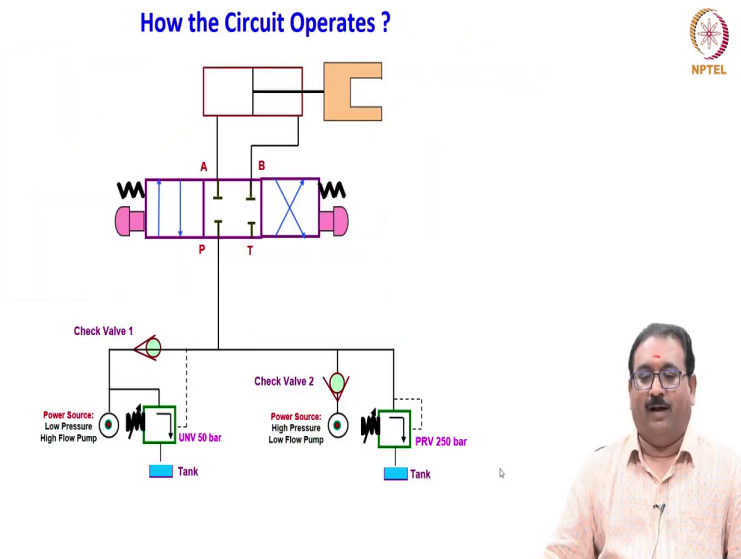 How the Circuit Operates ?
NPTEL
A
B
P
T
Check Valve 1
Check Valve 2
Power Source:
Low Pressure
High Flow Pump
UNV 50 bar
Tank
Power Source:
High Pressure
Low Flow Pump
PRV 250 bar
Tank